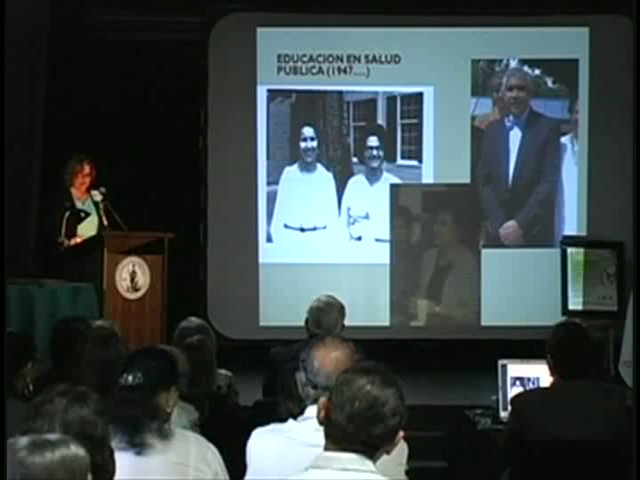 EDUCACION EN SALUD
PUBLICA (1947....)